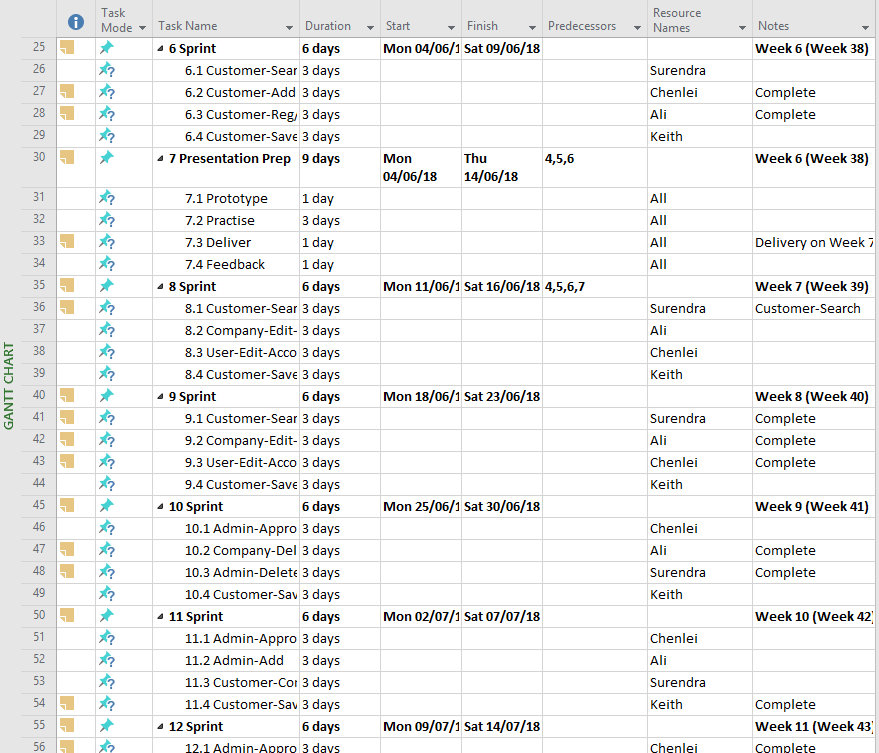 Task Mode Task Name Duration Start Finish Predecessors Resource Names Notes
25 6 Sprint 6 days Mon 04/06/1 Sat 09/06/18 Week 6 (Week 38)
26 6.1 Customer-Sear 3 days Surendra
27 6.2 Customer-Add 3 days Chenlei Complete
28 6.3 Customer-Reg/ 3 days Ali Complete
29 6.4 Customer-Save 3 days Keith
30 7 Presentation Prep 9 days Mon 04/06/18 Thu 14/06/18 4,5,6 Week 6 (Week 38)
31 7.1 Prototype 1 day All
32 7.2 Practise 3 days All
33 7.3 Deliver 1 day All Delivery on Week 7
34 7.4 Feedback 1 day All
35 8 Sprint 6 days Mon 11/06/1 Sat 16/06/18 4,5,6,7 Week 7 (Week 39)
36 8.1 Customer-Sear 3 days Surendra Customer-Search
37 8.2 Company-Edit- 3 days Ali
38 8.3 User-Edit-Acco 3 days Chenlei
39 8.4 Customer-Save 3 days Keith
40 9 Sprint 6 days Mon 18/06/1 Sat 23/06/18 Week 8 (Week 40)
41 9.1 Customer-Sear 3 days Surendra Complete
42 9.2 Company-Edit- 3 days Ali Complete
43 9.3 User-Edit-Acco 3 days Chenlei Complete
44 9.4 Customer-Save 3 days Keith
45 10 Sprint 6 days Mon 25/06/1 Sat 30/06/18 Week 9 (Week 41)
46 10.1 Admin-Appro 3 days Chenlei
47 10.2 Company-Del 3 days Ali Complete
48 10.3 Admin-Delete 3 days Surendra Complete
49 10.4 Customer-Sav 3 days Keith
50 11 Sprint 6 days Mon 02/07/1 Sat 07/07/18 Week 10 (Week 42)
51 11.1 Admin-Appro 3 days Chenlei
52 11.2 Admin-Add 3 days Ali
53 11.3 Customer-Con 3 days Surendra
54 11.4 Customer-Sav 3 days Keith Complete
55 12 Sprint 6 days Mon 09/07/1 Sat 14/07/18 Week 11 (Week 43)
56 12.1 Admin-Appro 3 days Chenlei Complete
GANTT CHART